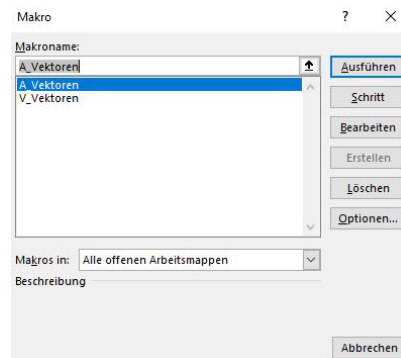 Makro ? ×
Makroname:
A_Vektoren
A_Vektoren
V_Vektoren
Ausführen
Schritt
Bearbeiten
Erstellen
Löschen
Optionen...
Makros in: Alle offenen Arbeitsmappen
Beschreibung
Abbrechen